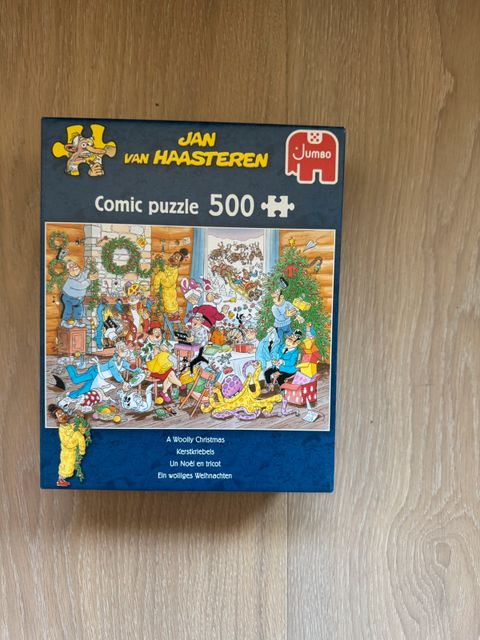 JAN
VAN HAASTEREN
JUMBO
Comic puzzle 500
A Woolly Christmas
Kerstkriebels
Un Noël en tricot
Ein wolliges Weihnachten